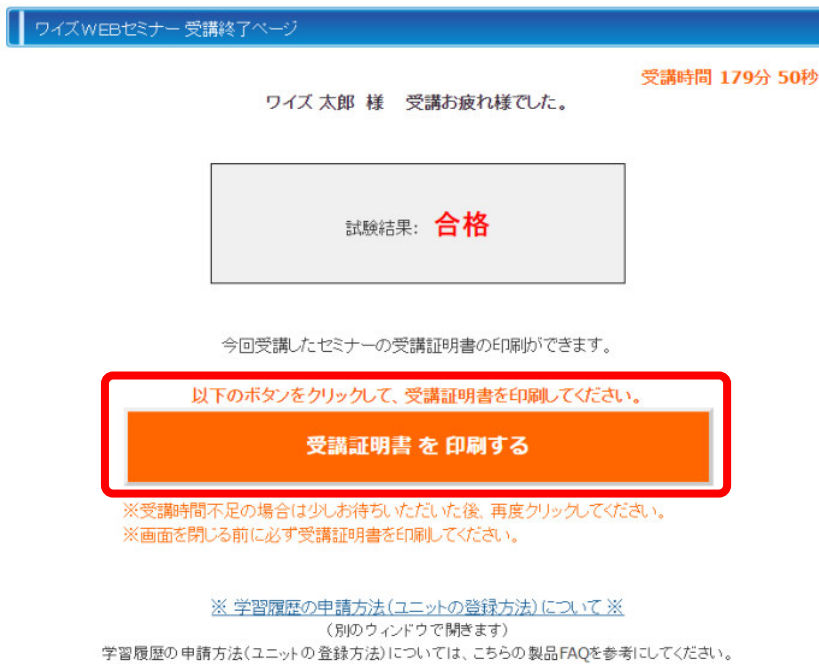 ワイズWEBセミナー 受講終了ページ
受講時間 179分 50秒
ワイズ 太郎 様　受講お疲れ様でした。
試験結果: 合格
今回受講したセミナーの受講証明書の印刷ができます。
以下のボタンをクリックして、受講証明書を印刷してください。
受講証明書 を 印刷する
※受講時間不足の場合は少しお待ちいただいた後、再度クリックしてください。
※画面を閉じる前に必ず受講証明書を印刷してください。
※ 学習履歴の申請方法(ユニットの登録方法)について ※
(別のウィンドウで開きます)
学習履歴の申請方法(ユニットの登録方法)については、こちらの製品FAQを参考にしてください。